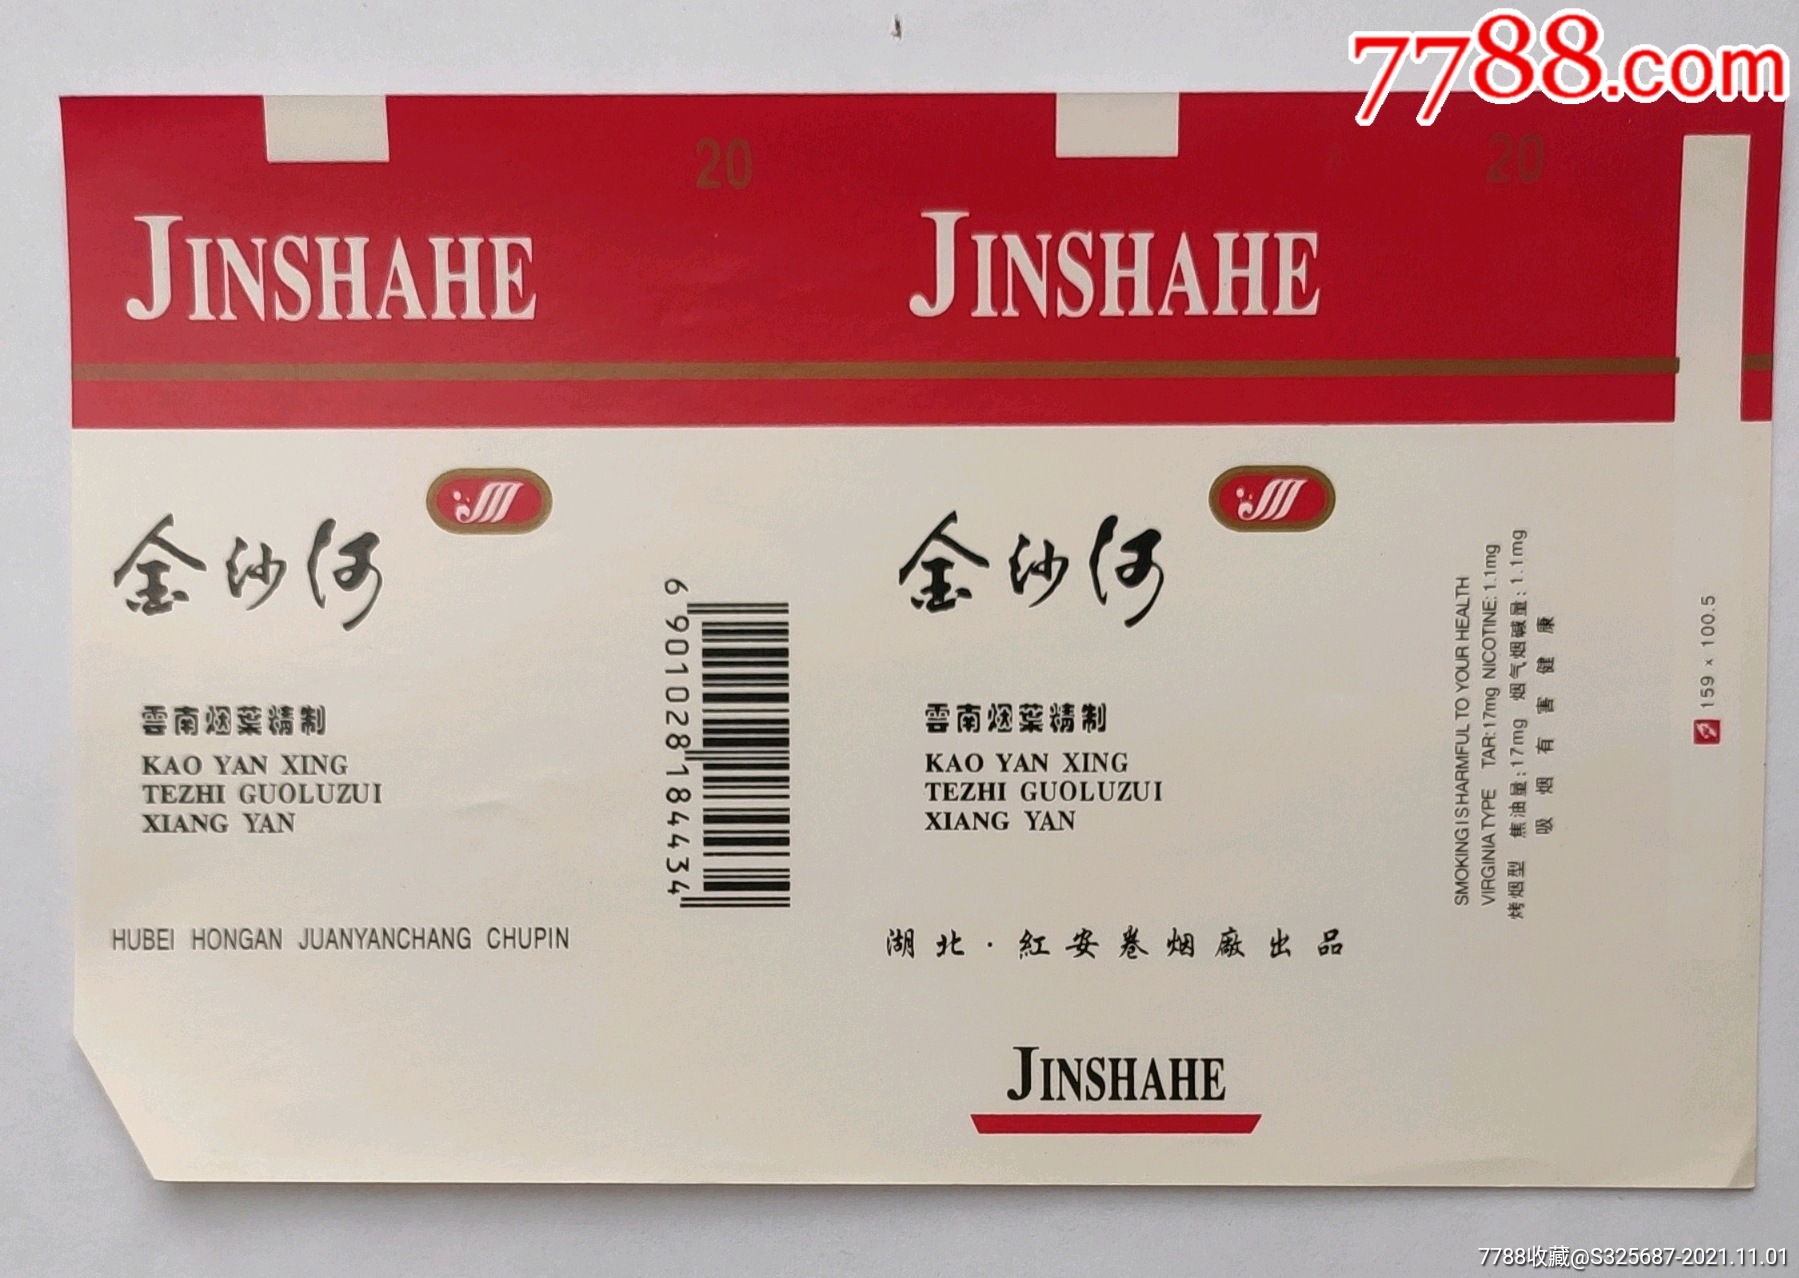 7788.com
20
20
JINSHAHE
JINSHAHE
金沙河
金沙河
雲南烟葉精制
KAO YAN XING
TEZHI GUOLUZUI
XIANG YAN
HUBEI HONGAN JUANYANCHANG CHUPIN
6 901028 184434
雲南烟葉精制
KAO YAN XING
TEZHI GUOLUZUI
XIANG YAN
湖北·紅安卷烟廠出品
JINSHAHE
SMOKING IS HARMFUL TO YOUR HEALTH
VIRGINIA TYPE TAR: 17mg NICOTINE: 1.1mg
烤烟型 焦油量:17mg 烟气烟碱量:1.1mg
吸烟有害健康
159×100.5
7788收藏@S325687-2021.11.01